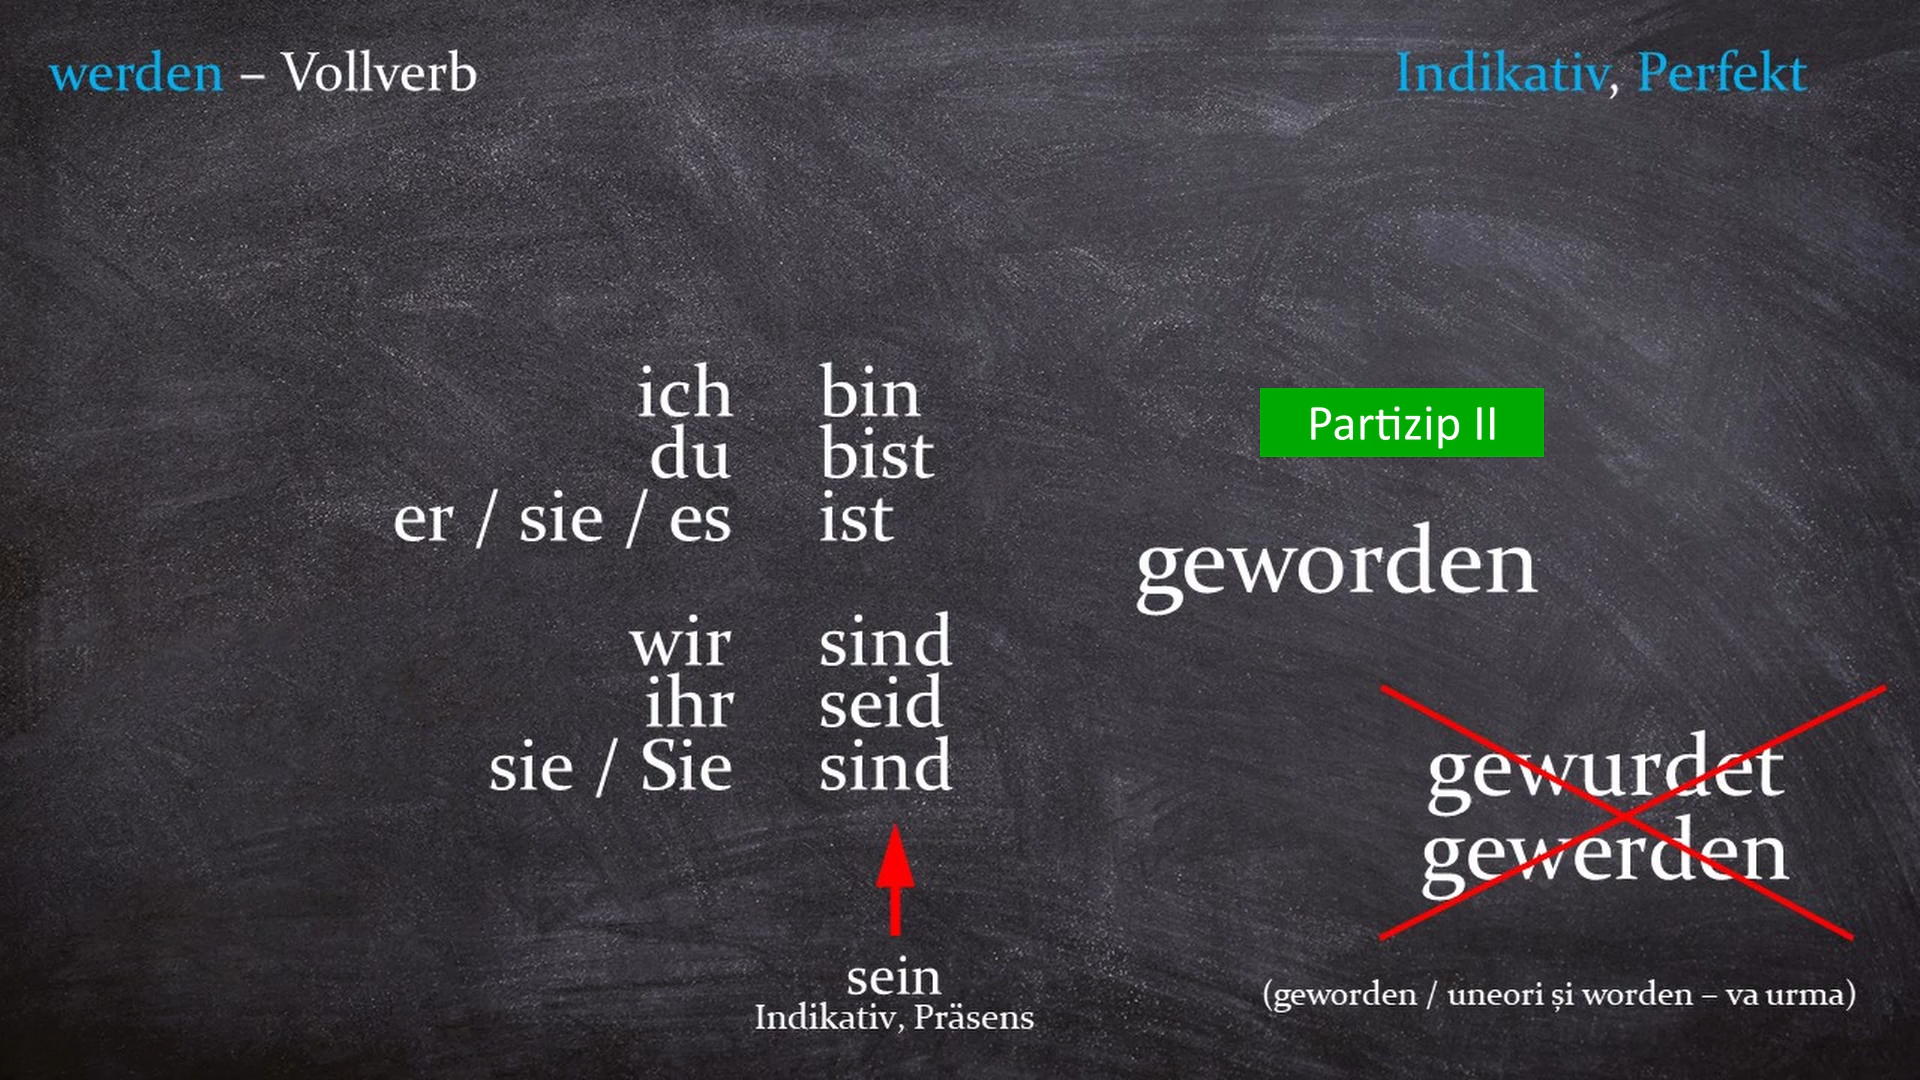 werden – Vollverb
Indikativ, Perfekt
ich bin
du bist
er / sie / es ist
wir sind
ihr seid
sie / Sie sind
sein
Indikativ, Präsens
Partizip II
geworden
gewurdet
gewerden
(geworden / uneori și worden – va urma)